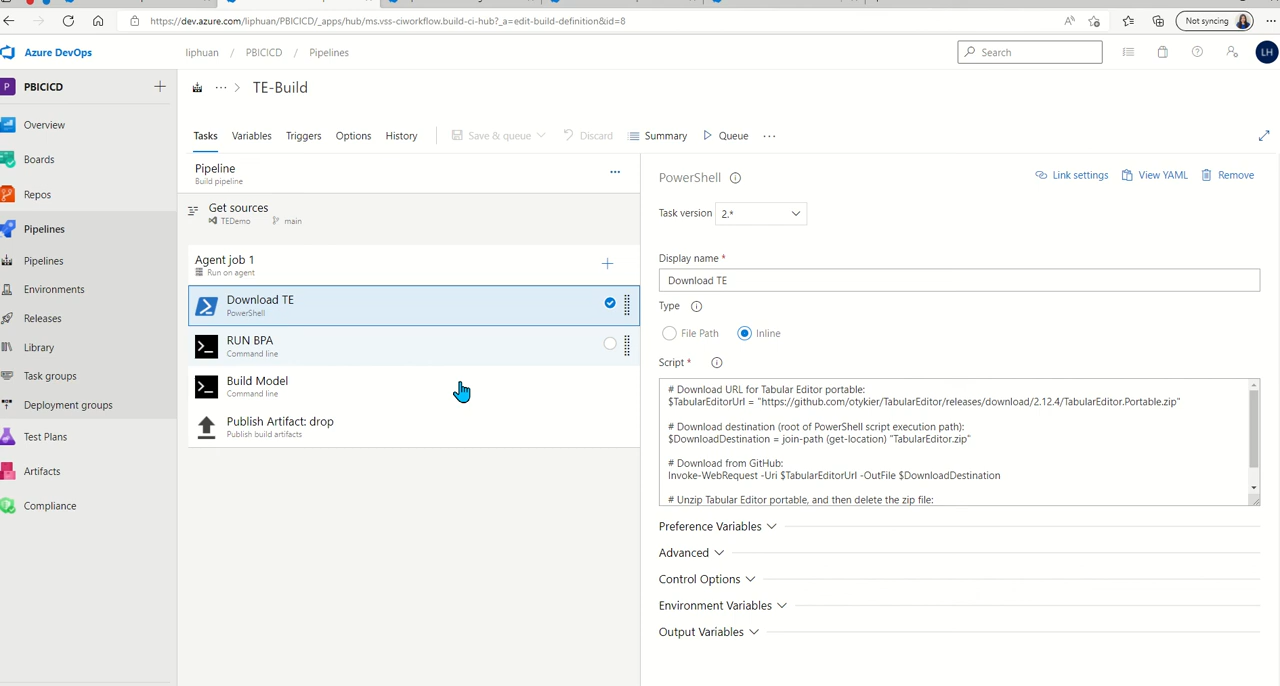 https://dev.azure.com/liphuan/PBICICD/_apps/hub/ms.vss-ciworkflow.build-ci-hub?_a=edit-build-definition&id=8
Not syncing
Azure DevOps
liphuan / PBICICD / Pipelines
Search
LH
P PBICICD
TE-Build
Overview
Boards
Repos
Pipelines
Pipelines
Environments
Releases
Library
Task groups
Deployment groups
Test Plans
Artifacts
Compliance
Tasks Variables Triggers Options History Save & queue Discard Summary Queue
Pipeline
Build pipeline
Get sources
TEDemo main
Agent job 1
Run on agent
Download TE
PowerShell
RUN BPA
Command line
Build Model
Command line
Publish Artifact: drop
Publish build artifacts
PowerShell
Link settings View YAML Remove
Task version 2.*
Display name *
Download TE
Type
File Path Inline
Script *
# Download URL for Tabular Editor portable:
$TabularEditorUrl = "https://github.com/otykier/TabularEditor/releases/download/2.12.4/TabularEditor.Portable.zip"
# Download destination (root of PowerShell script execution path):
$DownloadDestination = join-path (get-location) "TabularEditor.zip"
# Download from GitHub:
Invoke-WebRequest -Uri $TabularEditorUrl -OutFile $DownloadDestination
# Unzip Tabular Editor portable, and then delete the zip file:
Preference Variables
Advanced
Control Options
Environment Variables
Output Variables